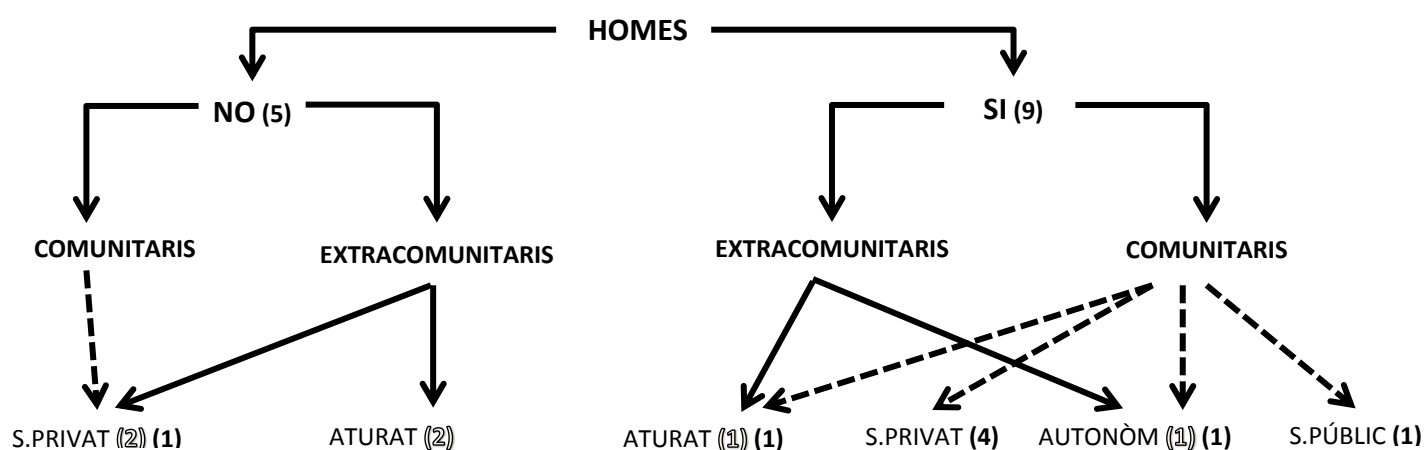 HOMES
NO (5)
SI (9)
COMUNITARIS
EXTRACOMUNITARIS
EXTRACOMUNITARIS
COMUNITARIS
S.PRIVAT (2) (1)
ATURAT (2)
ATURAT (1) (1)
S.PRIVAT (4)
AUTONÒM (1) (1)
S.PÚBLIC (1)